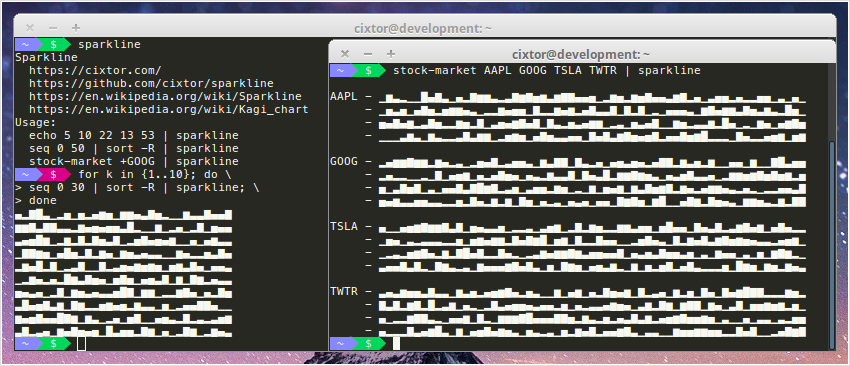 cixtor@development: ~
~ $ sparkline
Sparkline
https://cixtor.com/
https://github.com/cixtor/sparkline
https://en.wikipedia.org/wiki/Sparkline
https://en.wikipedia.org/wiki/Kagi_chart
Usage:
echo 5 10 22 13 53 | sparkline
seq 0 50 | sort -R | sparkline
stock-market +GOOG | sparkline
~ $ for k in {1..10}; do \
> seq 0 30 | sort -R | sparkline; \
> done
~ $
cixtor@development: ~
~ $ stock-market AAPL GOOG TSLA TWTR | sparkline
AAPL -
-
-
-
GOOG -
-
-
-
TSLA -
-
-
-
TWTR -
-
-
-
~ $